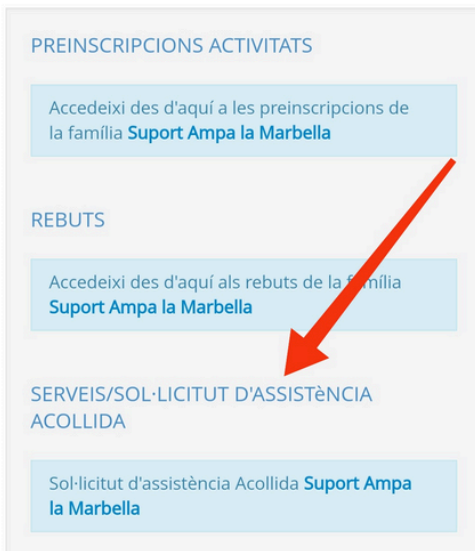 PREINSCRIPCIONS ACTIVITATS
Accedeixi des d'aquí a les preinscripcions de
la família Suport Ampa la Marbella
REBUTS
Accedeixi des d'aquí als rebuts de la família
Suport Ampa la Marbella
SERVEIS/SOL·LICITUT D'ASSISTèNCIA
ACOLLIDA
Sol·licitut d'assistència Acollida Suport Ampa
la Marbella